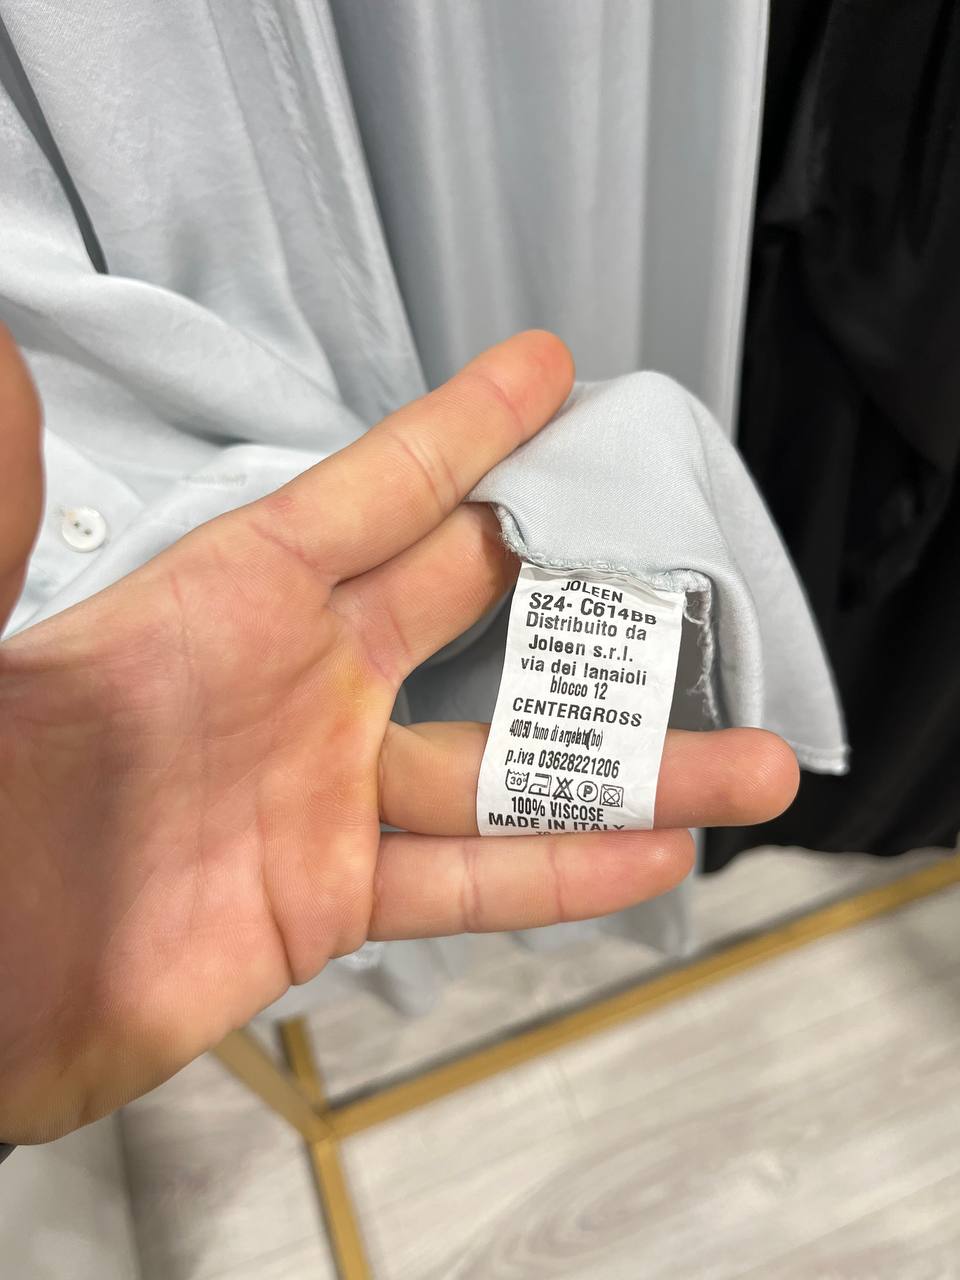 JOLEEN
S24- C614BB
Distribuito da
Joleen s.r.l.
via dei lanaioli
blocco 12
CENTERGROSS
40050 funo di argelato(bo)
p.iva 03628221206
30°
P
100% VISCOSE
MADE IN ITALY